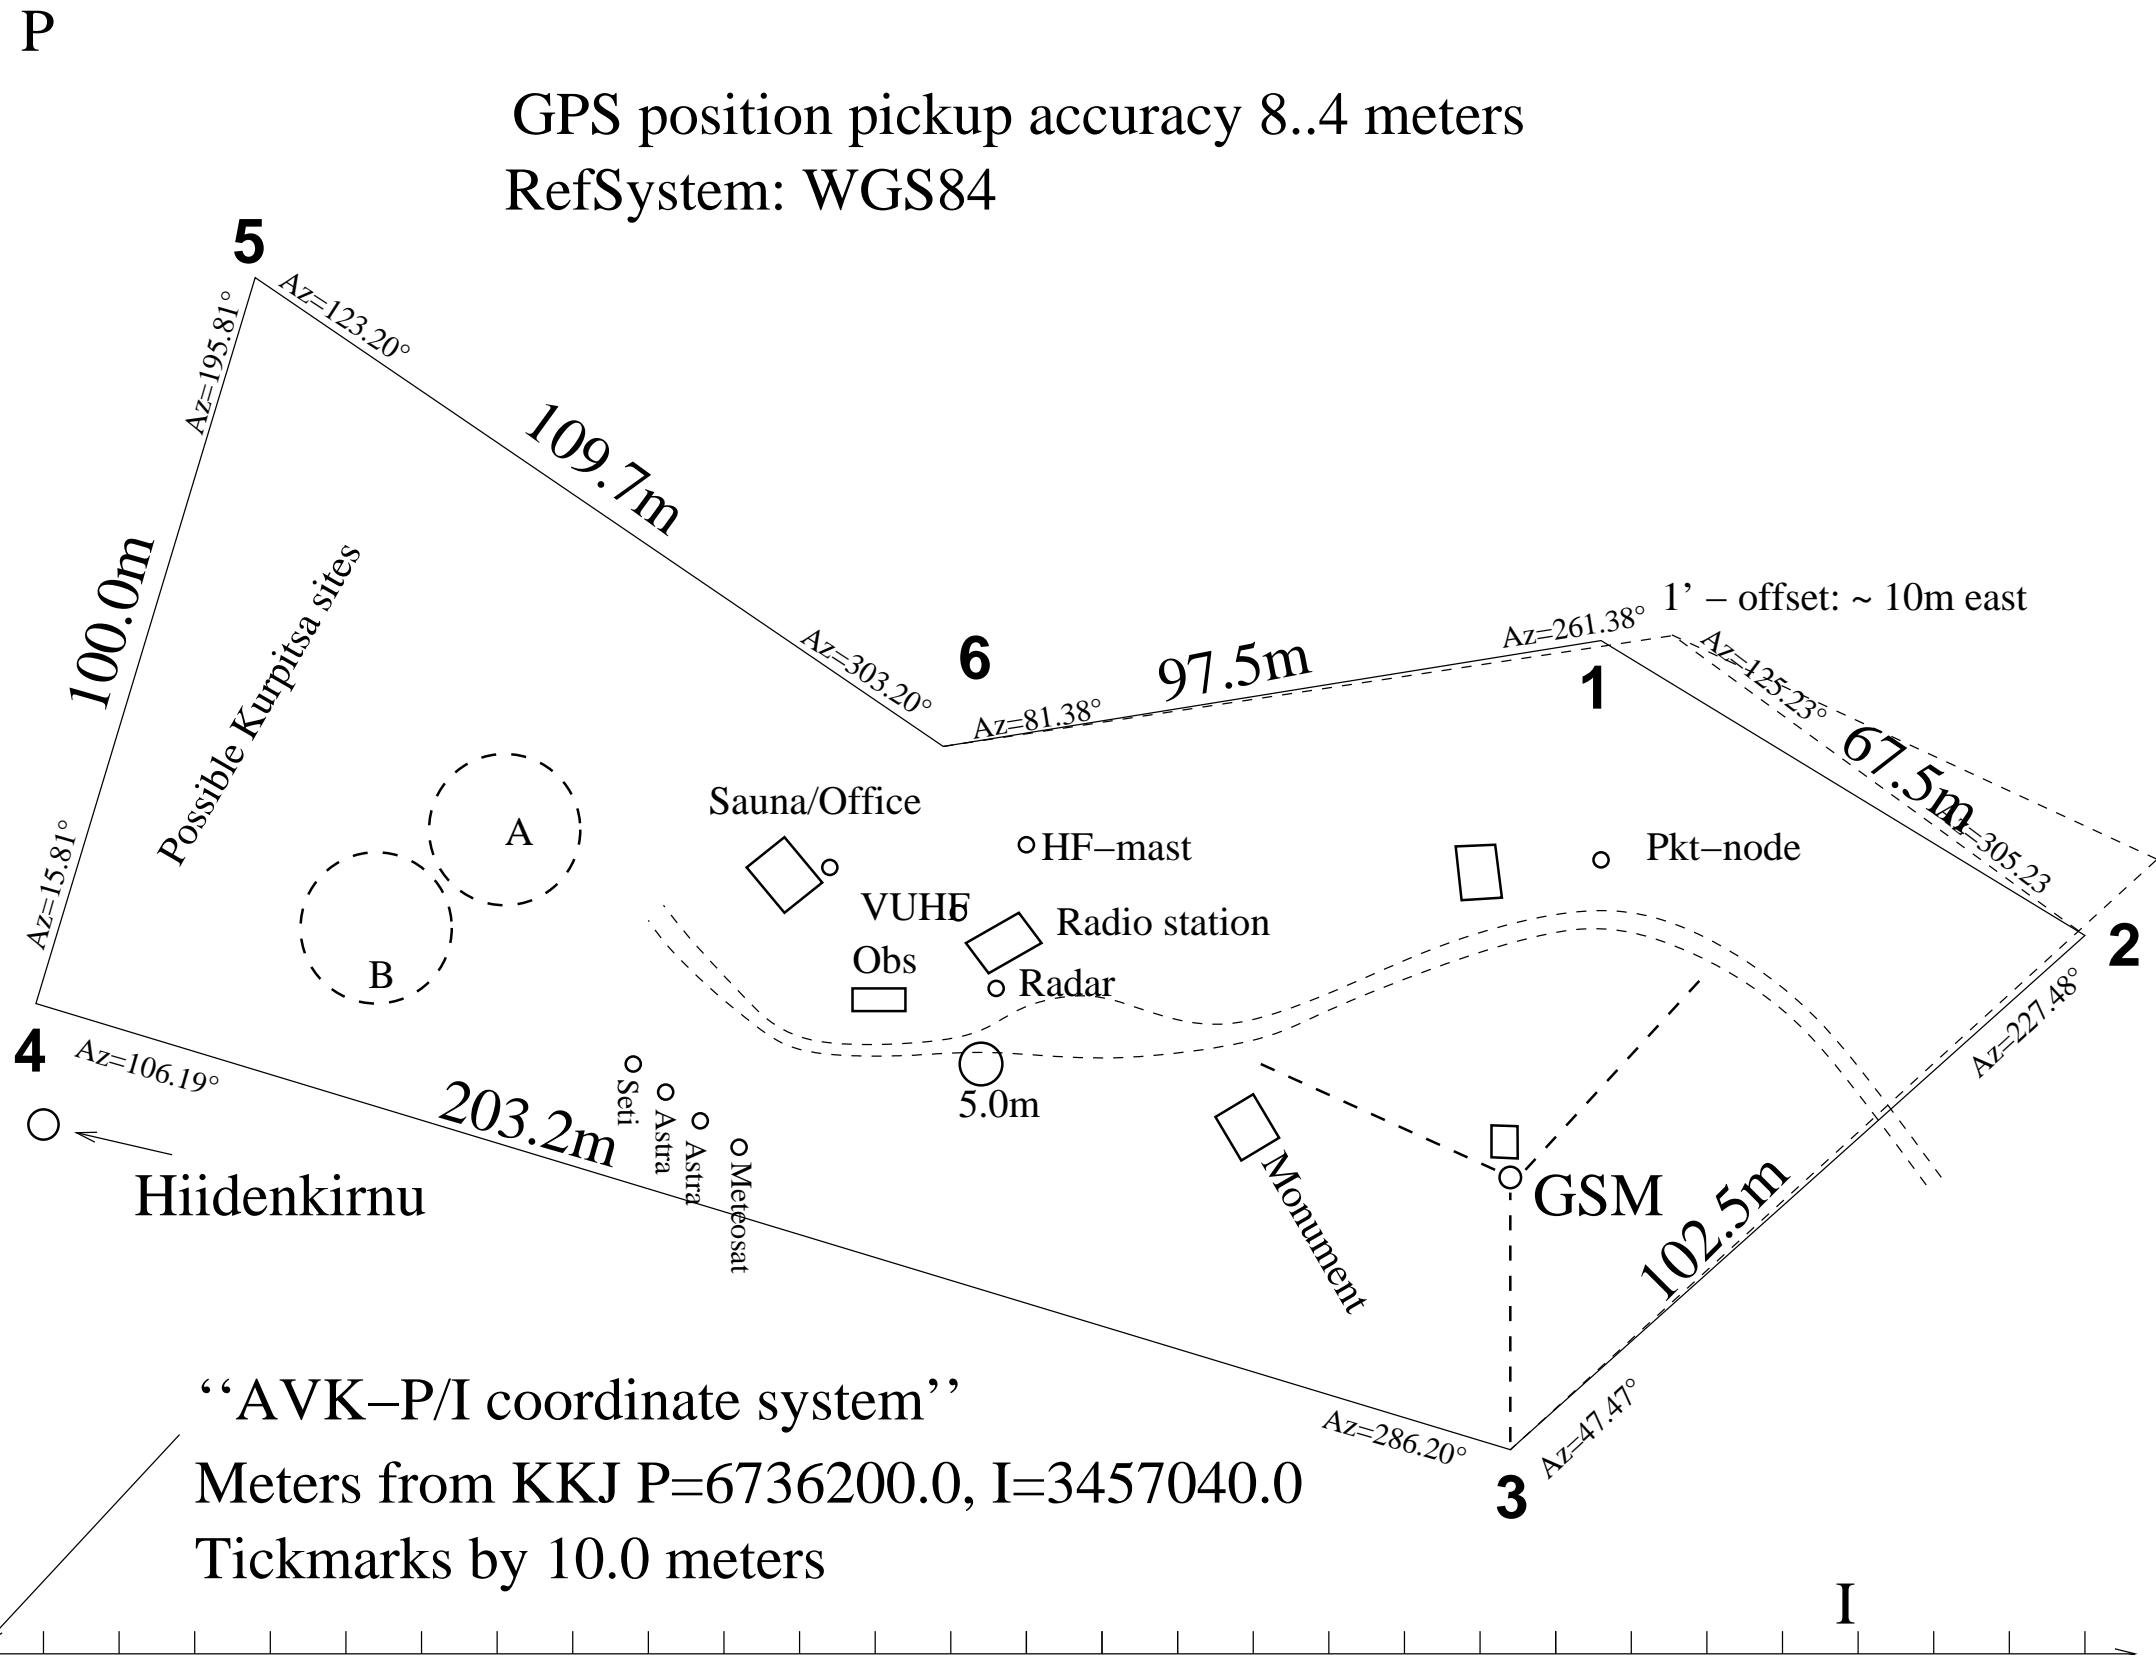 P
GPS position pickup accuracy 8..4 meters
RefSystem: WGS84
5
Az=123.20°
Az=195.81°
109.7m
100.0m
Possible Kurpitsa sites
1’ – offset: ~ 10m east
Az=261.38°
Az=125.23°
6
Az=303.20°
97.5m
1
Az=81.38°
67.5m
Az=305.23
Sauna/Office
A
HF–mast
Pkt–node
Az=15.81°
VUHF
Radio station
2
B
Obs
Radar
Az=227.48°
4
Az=106.19°
203.2m
Seti
Astra
Astra
Meteosat
5.0m
Hiidenkirnu
Monument
GSM
102.5m
‘‘AVK–P/I coordinate system’’
Az=286.20°
Az=47.47°
Meters from KKJ P=6736200.0, I=3457040.0
3
Tickmarks by 10.0 meters
I